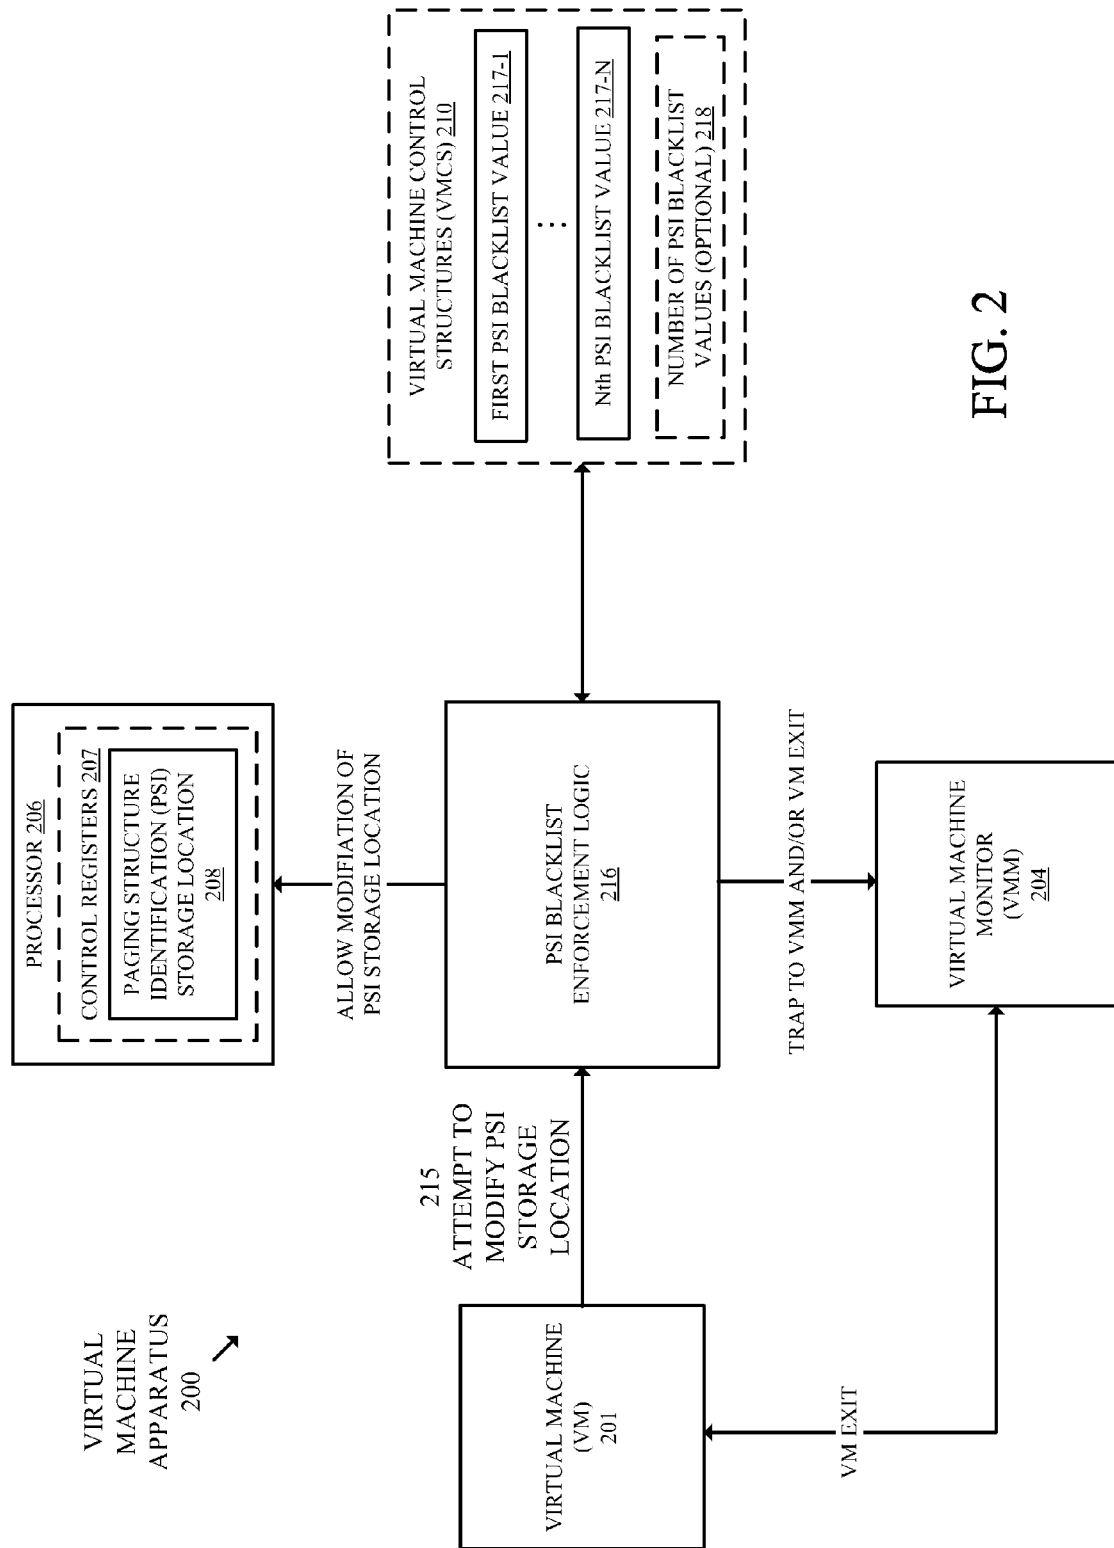 VIRTUAL
MACHINE
APPARATUS
200
PROCESSOR 206
CONTROL REGISTERS 207
PAGING STRUCTURE
IDENTIFICATION (PSI)
STORAGE LOCATION
208
ALLOW MODIFIATION OF
PSI STORAGE LOCATION
VIRTUAL MACHINE
(VM)
201
215
ATTEMPT TO
MODIFY PSI
STORAGE
LOCATION
PSI BLACKLIST
ENFORCEMENT LOGIC
216
VIRTUAL MACHINE CONTROL
STRUCTURES (VMCS) 210
FIRST PSI BLACKLIST VALUE 217-1
...
Nth PSI BLACKLIST VALUE 217-N
NUMBER OF PSI BLACKLIST
VALUES (OPTIONAL) 218
TRAP TO VMM AND/OR VM EXIT
VM EXIT
VIRTUAL MACHINE
MONITOR
(VMM)
204
FIG. 2